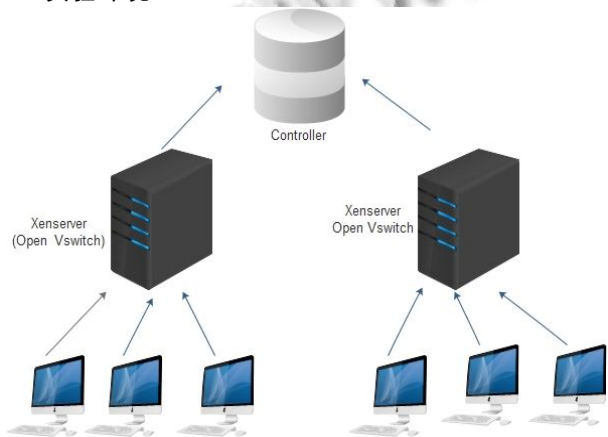 Controller
Xenserver
(Open Vswitch)
Xenserver
Open Vswitch